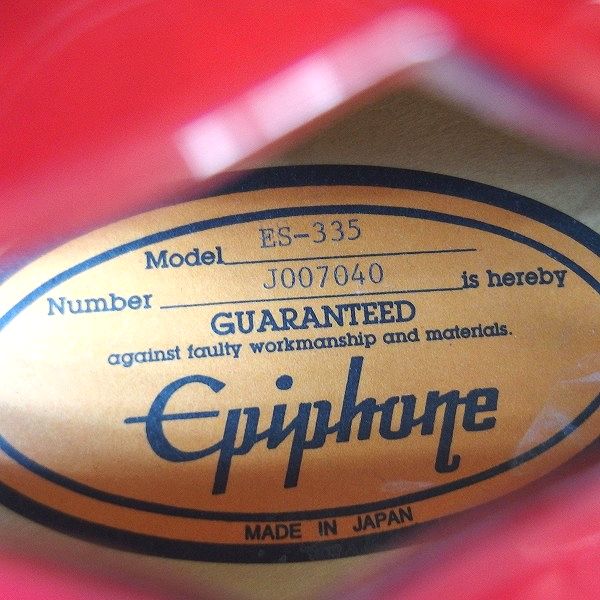 Model ES-335
Number J007040 is hereby
GUARANTEED
against faulty workmanship and materials.
Epiphone
MADE IN JAPAN